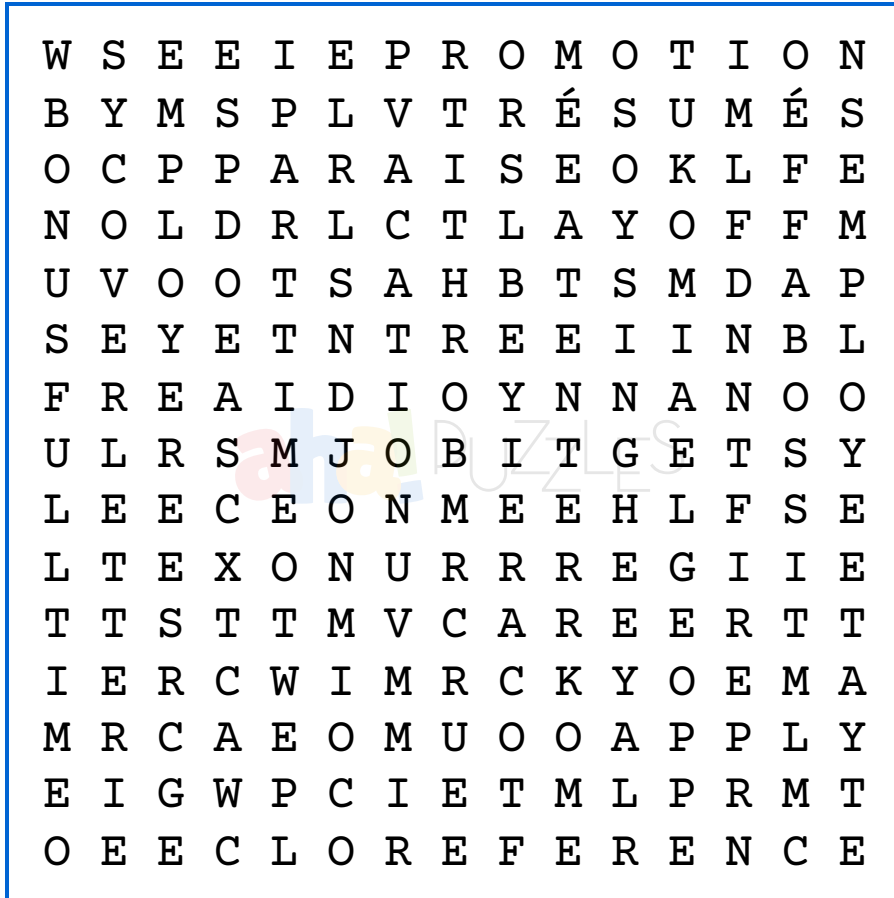 W S E E I E P R O M O T I O N
B Y M S P L V T R É S U M É S
O C P P A R A I S E O K L F E
N O L D R L C T L A Y O F F M
U V O O T S A H B T S M D A P
S E Y E T N T R E E I I N B L
F R E A I D I O Y N N A N O O
U L R S M J O B I T G E T S Y
L E E C E O N M E E H L F S E
L T E X O N U R R R E G I I E
T T S T T M V C A R E E R T T
I E R C W I M R C K Y O E M A
M R C A E O M U O O A P P L Y
E I G W P C I E T M L P R M T
O E E C L O R E F E R E N C E
aha! PUZZLES